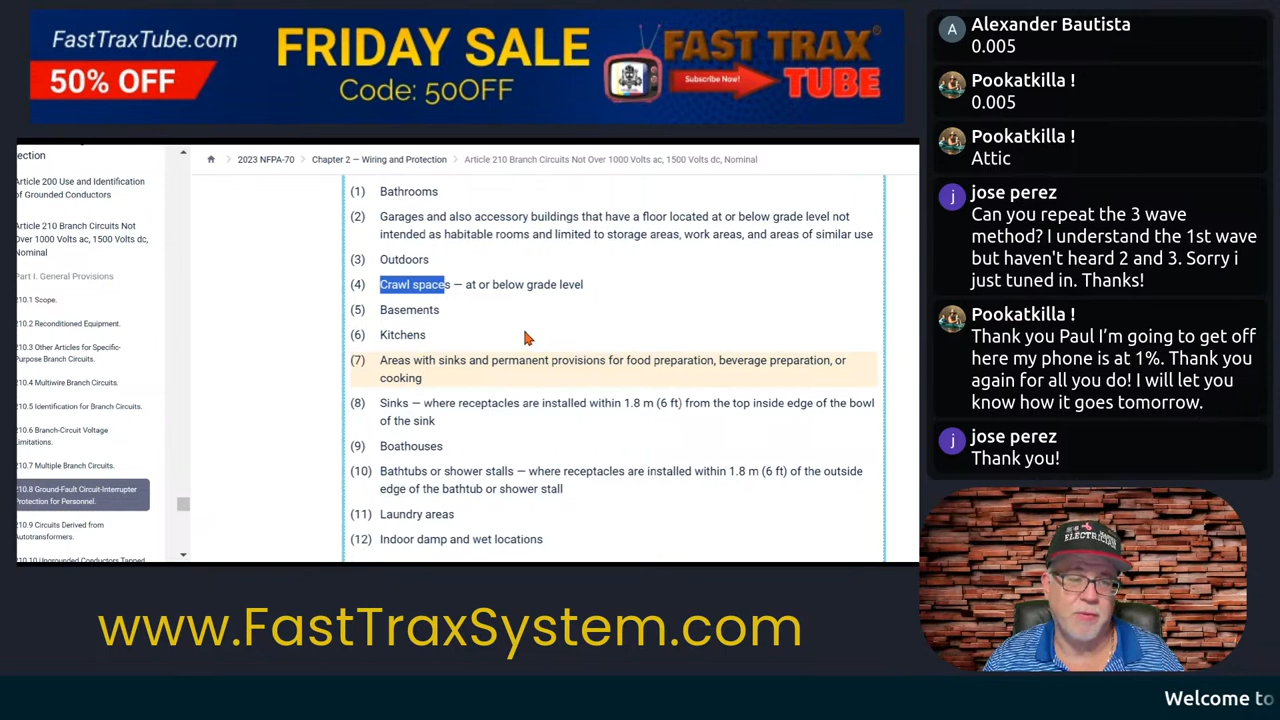 FastTraxTube.com
50% OFF
FRIDAY SALE
Code: 50OFF
Subscribe Now!
FAST TRAX®
TUBE
2023 NFPA-70 > Chapter 2 — Wiring and Protection > Article 210 Branch Circuits Not Over 1000 Volts ac, 1500 Volts dc, Nominal
ection
Article 200 Use and Identification
of Grounded Conductors
Article 210 Branch Circuits Not
Over 1000 Volts ac, 1500 Volts dc,
Nominal
Part I. General Provisions
210.1 Scope.
210.2 Reconditioned Equipment.
210.3 Other Articles for Specific-
Purpose Branch Circuits.
210.4 Multiwire Branch Circuits.
210.5 Identification for Branch Circuits.
210.6 Branch-Circuit Voltage
Limitations.
210.7 Multiple Branch Circuits.
210.8 Ground-Fault Circuit-Interrupter
Protection for Personnel.
210.9 Circuits Derived from
Autotransformers.
210.10 Ungrounded Conductors Tapped
(1) Bathrooms
(2) Garages and also accessory buildings that have a floor located at or below grade level not
intended as habitable rooms and limited to storage areas, work areas, and areas of similar use
(3) Outdoors
(4) Crawl spaces — at or below grade level
(5) Basements
(6) Kitchens
(7) Areas with sinks and permanent provisions for food preparation, beverage preparation, or
cooking
(8) Sinks — where receptacles are installed within 1.8 m (6 ft) from the top inside edge of the bowl
of the sink
(9) Boathouses
(10) Bathtubs or shower stalls — where receptacles are installed within 1.8 m (6 ft) of the outside
edge of the bathtub or shower stall
(11) Laundry areas
(12) Indoor damp and wet locations
A
Alexander Bautista
0.005
Pookatkilla !
0.005
Pookatkilla !
Attic
j
jose perez
Can you repeat the 3 wave
method? I understand the 1st wave
but haven't heard 2 and 3. Sorry i
just tuned in. Thanks!
Pookatkilla !
Thank you Paul I'm going to get off
here my phone is at 1%. Thank you
again for all you do! I will let you
know how it goes tomorrow.
j
jose perez
Thank you!
ELECTRICIAN
www.FastTraxSystem.com
Welcome to